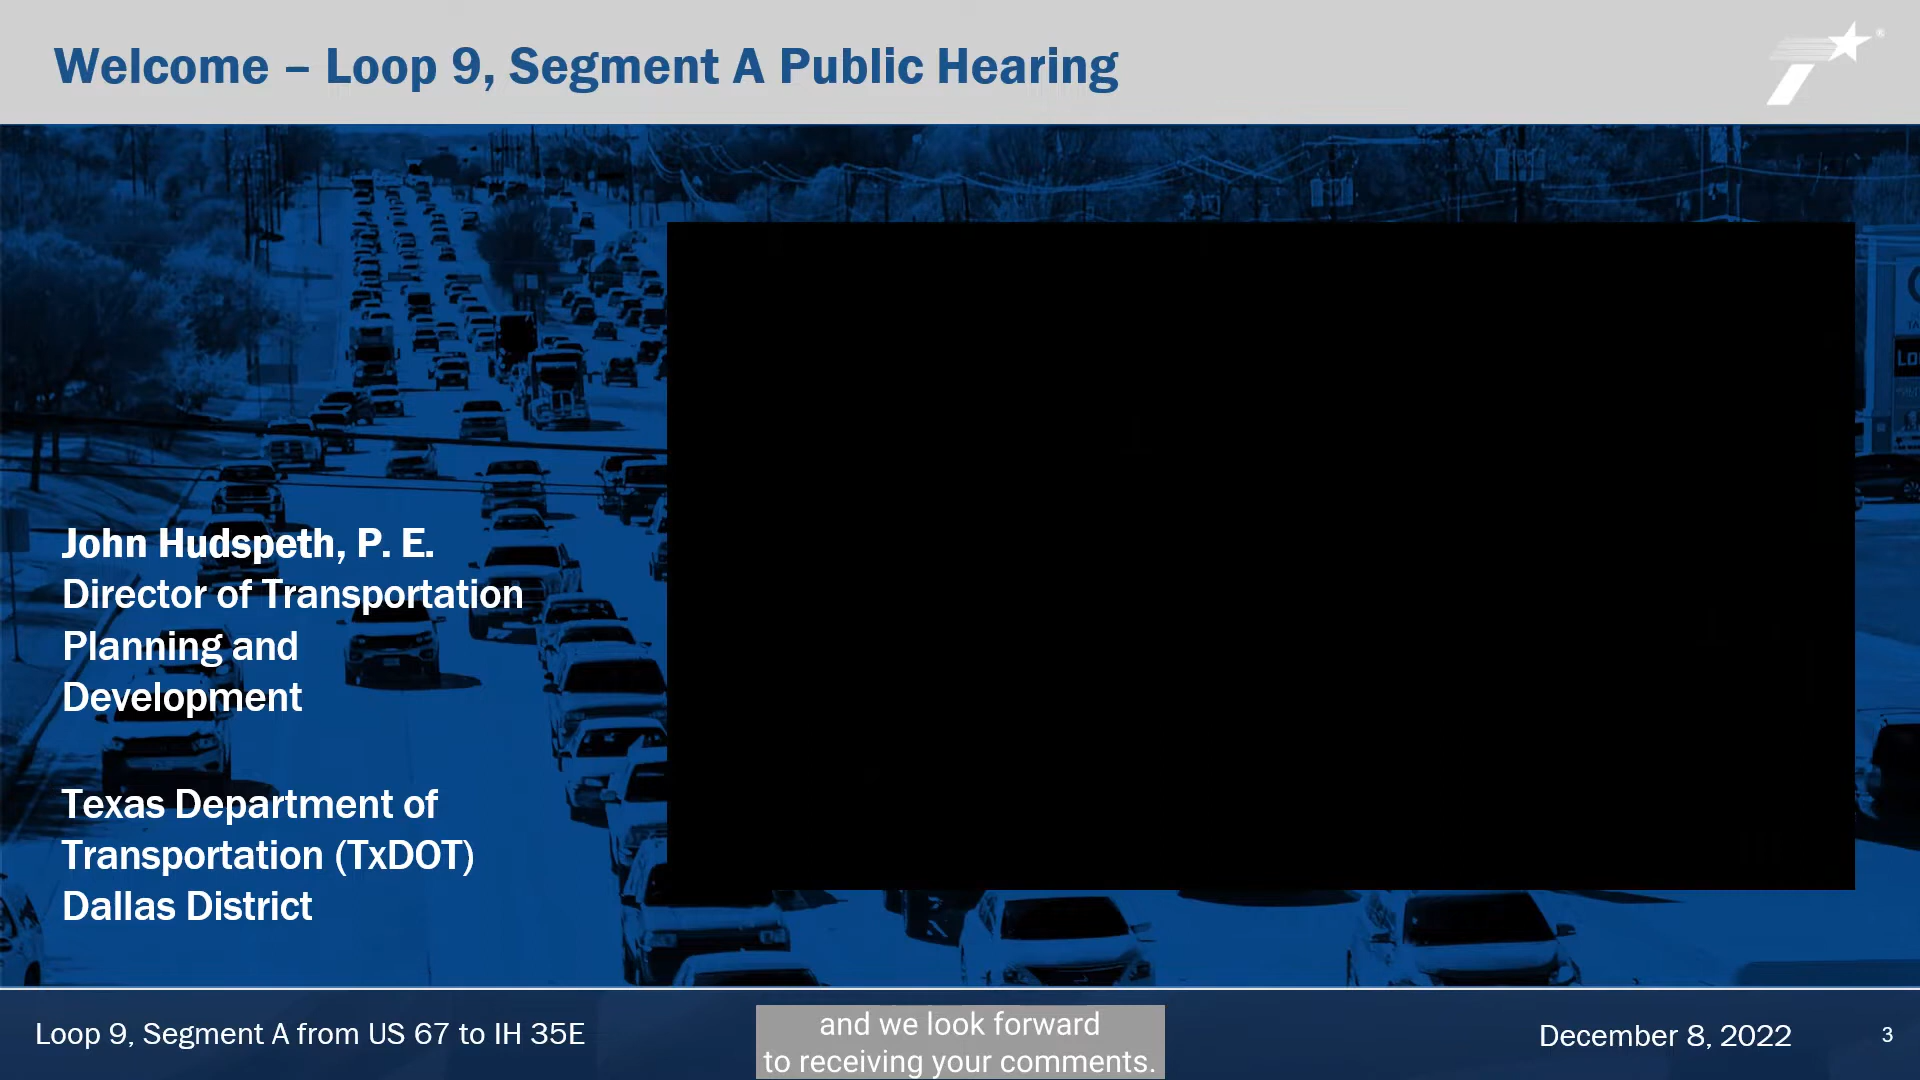 Welcome – Loop 9, Segment A Public Hearing
John Hudspeth, P. E.
Director of Transportation
Planning and
Development
Texas Department of
Transportation (TxDOT)
Dallas District
Loop 9, Segment A from US 67 to IH 35E
and we look forward
to receiving your comments.
December 8, 2022
3